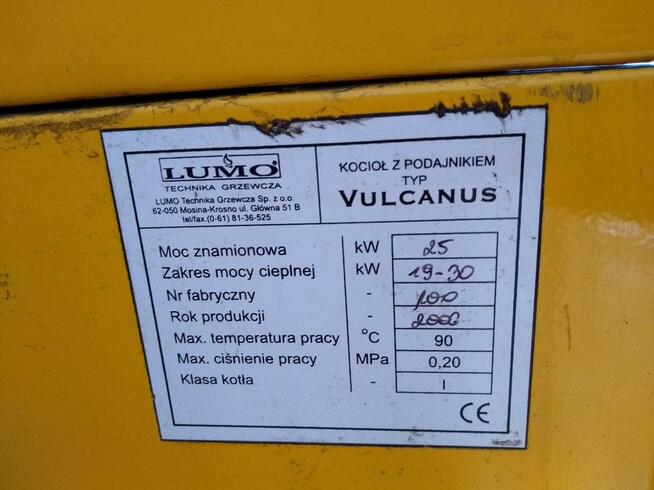 LUMO
TECHNIKA GRZEWCZA
LUMO Technika Grzewcza Sp. z o.o.
62-050 Mosina-Krosno ul. Główna 51 B
tel/fax.(0-61) 81-36-525
KOCIOŁ Z PODAJNIKIEM
TYP
VULCANUS
Moc znamionowa kW 25
Zakres mocy cieplnej kW 19-30
Nr fabryczny - 100
Rok produkcji - 2006
Max. temperatura pracy °C 90
Max. ciśnienie pracy MPa 0,20
Klasa kotła - I
CE